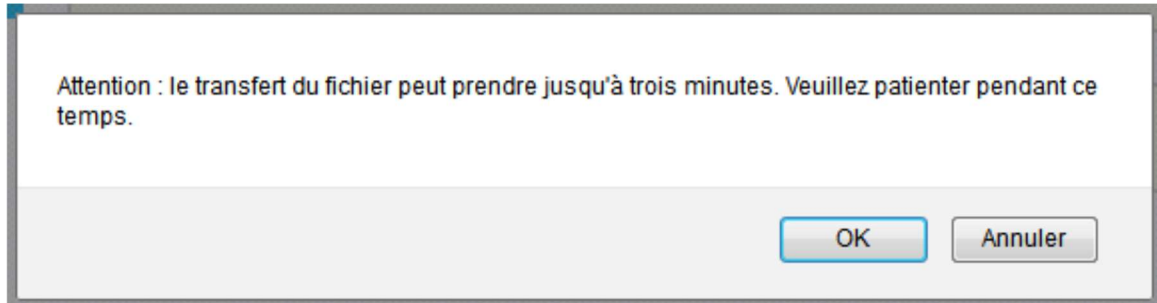 Attention : le transfert du fichier peut prendre jusqu'à trois minutes. Veuillez patienter pendant ce
temps.
OK
Annuler